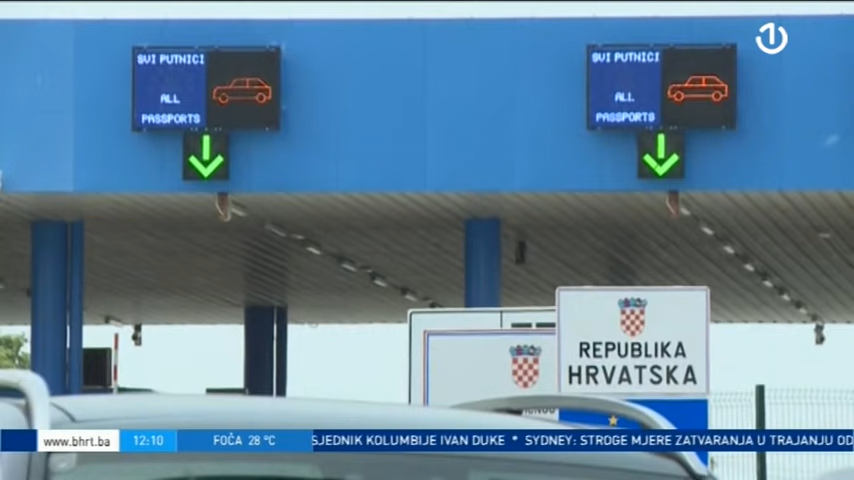 SVI PUTNICI
ALL
PASSPORTS
SVI PUTNICI
ALL
PASSPORTS
1
REPUBLIKA
HRVATSKA
www.bhrt.ba
12:10
FOČA 28 °C
SJEDNIK KOLUMBIJE IVAN DUKE * SYDNEY: STROGE MJERE ZATVARANJA U TRAJANJU OD